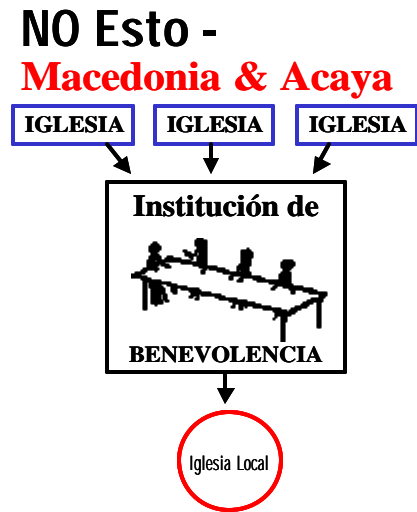 NO Esto -
Macedonia & Acaya
IGLESIA IGLESIA IGLESIA
Institución de
BENEVOLENCIA
Iglesia Local